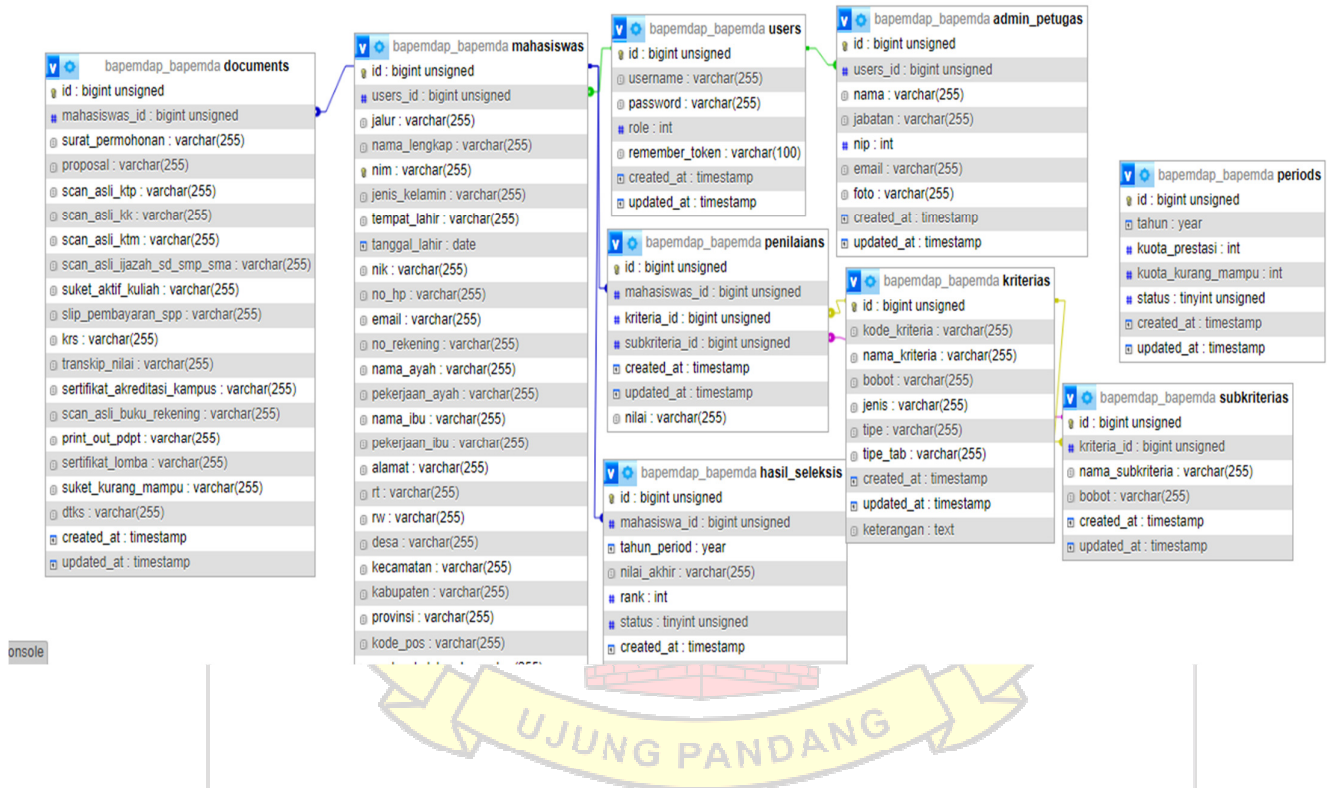 bapemdap_bapemda documents
id : bigint unsigned
mahasiswas_id : bigint unsigned
surat_permohonan : varchar(255)
proposal : varchar(255)
scan_asli_ktp : varchar(255)
scan_asli_kk : varchar(255)
scan_asli_ktm : varchar(255)
scan_asli_ijazah_sd_smp_sma : varchar(255)
suket_aktif_kuliah : varchar(255)
slip_pembayaran_spp : varchar(255)
krs : varchar(255)
transkip_nilai : varchar(255)
sertifikat_akreditasi_kampus : varchar(255)
scan_asli_buku_rekening : varchar(255)
print_out_pdpt : varchar(255)
sertifikat_lomba : varchar(255)
suket_kurang_mampu : varchar(255)
dtks : varchar(255)
created_at : timestamp
updated_at : timestamp
bapemdap_bapemda mahasiswas
id : bigint unsigned
users_id : bigint unsigned
jalur : varchar(255)
nama_lengkap : varchar(255)
nim : varchar(255)
jenis_kelamin : varchar(255)
tempat_lahir : varchar(255)
tanggal_lahir : date
nik : varchar(255)
no_hp : varchar(255)
email : varchar(255)
no_rekening : varchar(255)
nama_ayah : varchar(255)
pekerjaan_ayah : varchar(255)
nama_ibu : varchar(255)
pekerjaan_ibu : varchar(255)
alamat : varchar(255)
rt : varchar(255)
rw : varchar(255)
desa : varchar(255)
kecamatan : varchar(255)
kabupaten : varchar(255)
provinsi : varchar(255)
kode_pos : varchar(255)
bapemdap_bapemda users
id : bigint unsigned
username : varchar(255)
password : varchar(255)
role : int
remember_token : varchar(100)
created_at : timestamp
updated_at : timestamp
bapemdap_bapemda penilaians
id : bigint unsigned
mahasiswas_id : bigint unsigned
kriteria_id : bigint unsigned
subkriteria_id : bigint unsigned
created_at : timestamp
updated_at : timestamp
nilai : varchar(255)
bapemdap_bapemda hasil_seleksis
id : bigint unsigned
mahasiswa_id : bigint unsigned
tahun_period : year
nilai_akhir : varchar(255)
rank : int
status : tinyint unsigned
created_at : timestamp
bapemdap_bapemda admin_petugas
id : bigint unsigned
users_id : bigint unsigned
nama : varchar(255)
jabatan : varchar(255)
nip : int
email : varchar(255)
foto : varchar(255)
created_at : timestamp
updated_at : timestamp
bapemdap_bapemda kriterias
id : bigint unsigned
kode_kriteria : varchar(255)
nama_kriteria : varchar(255)
bobot : varchar(255)
jenis : varchar(255)
tipe : varchar(255)
tipe_tab : varchar(255)
created_at : timestamp
updated_at : timestamp
keterangan : text
bapemdap_bapemda periods
id : bigint unsigned
tahun : year
kuota_prestasi : int
kuota_kurang_mampu : int
status : tinyint unsigned
created_at : timestamp
updated_at : timestamp
bapemdap_bapemda subkriterias
id : bigint unsigned
kriteria_id : bigint unsigned
nama_subkriteria : varchar(255)
bobot : varchar(255)
created_at : timestamp
updated_at : timestamp
onsole
UJUNG PANDANG